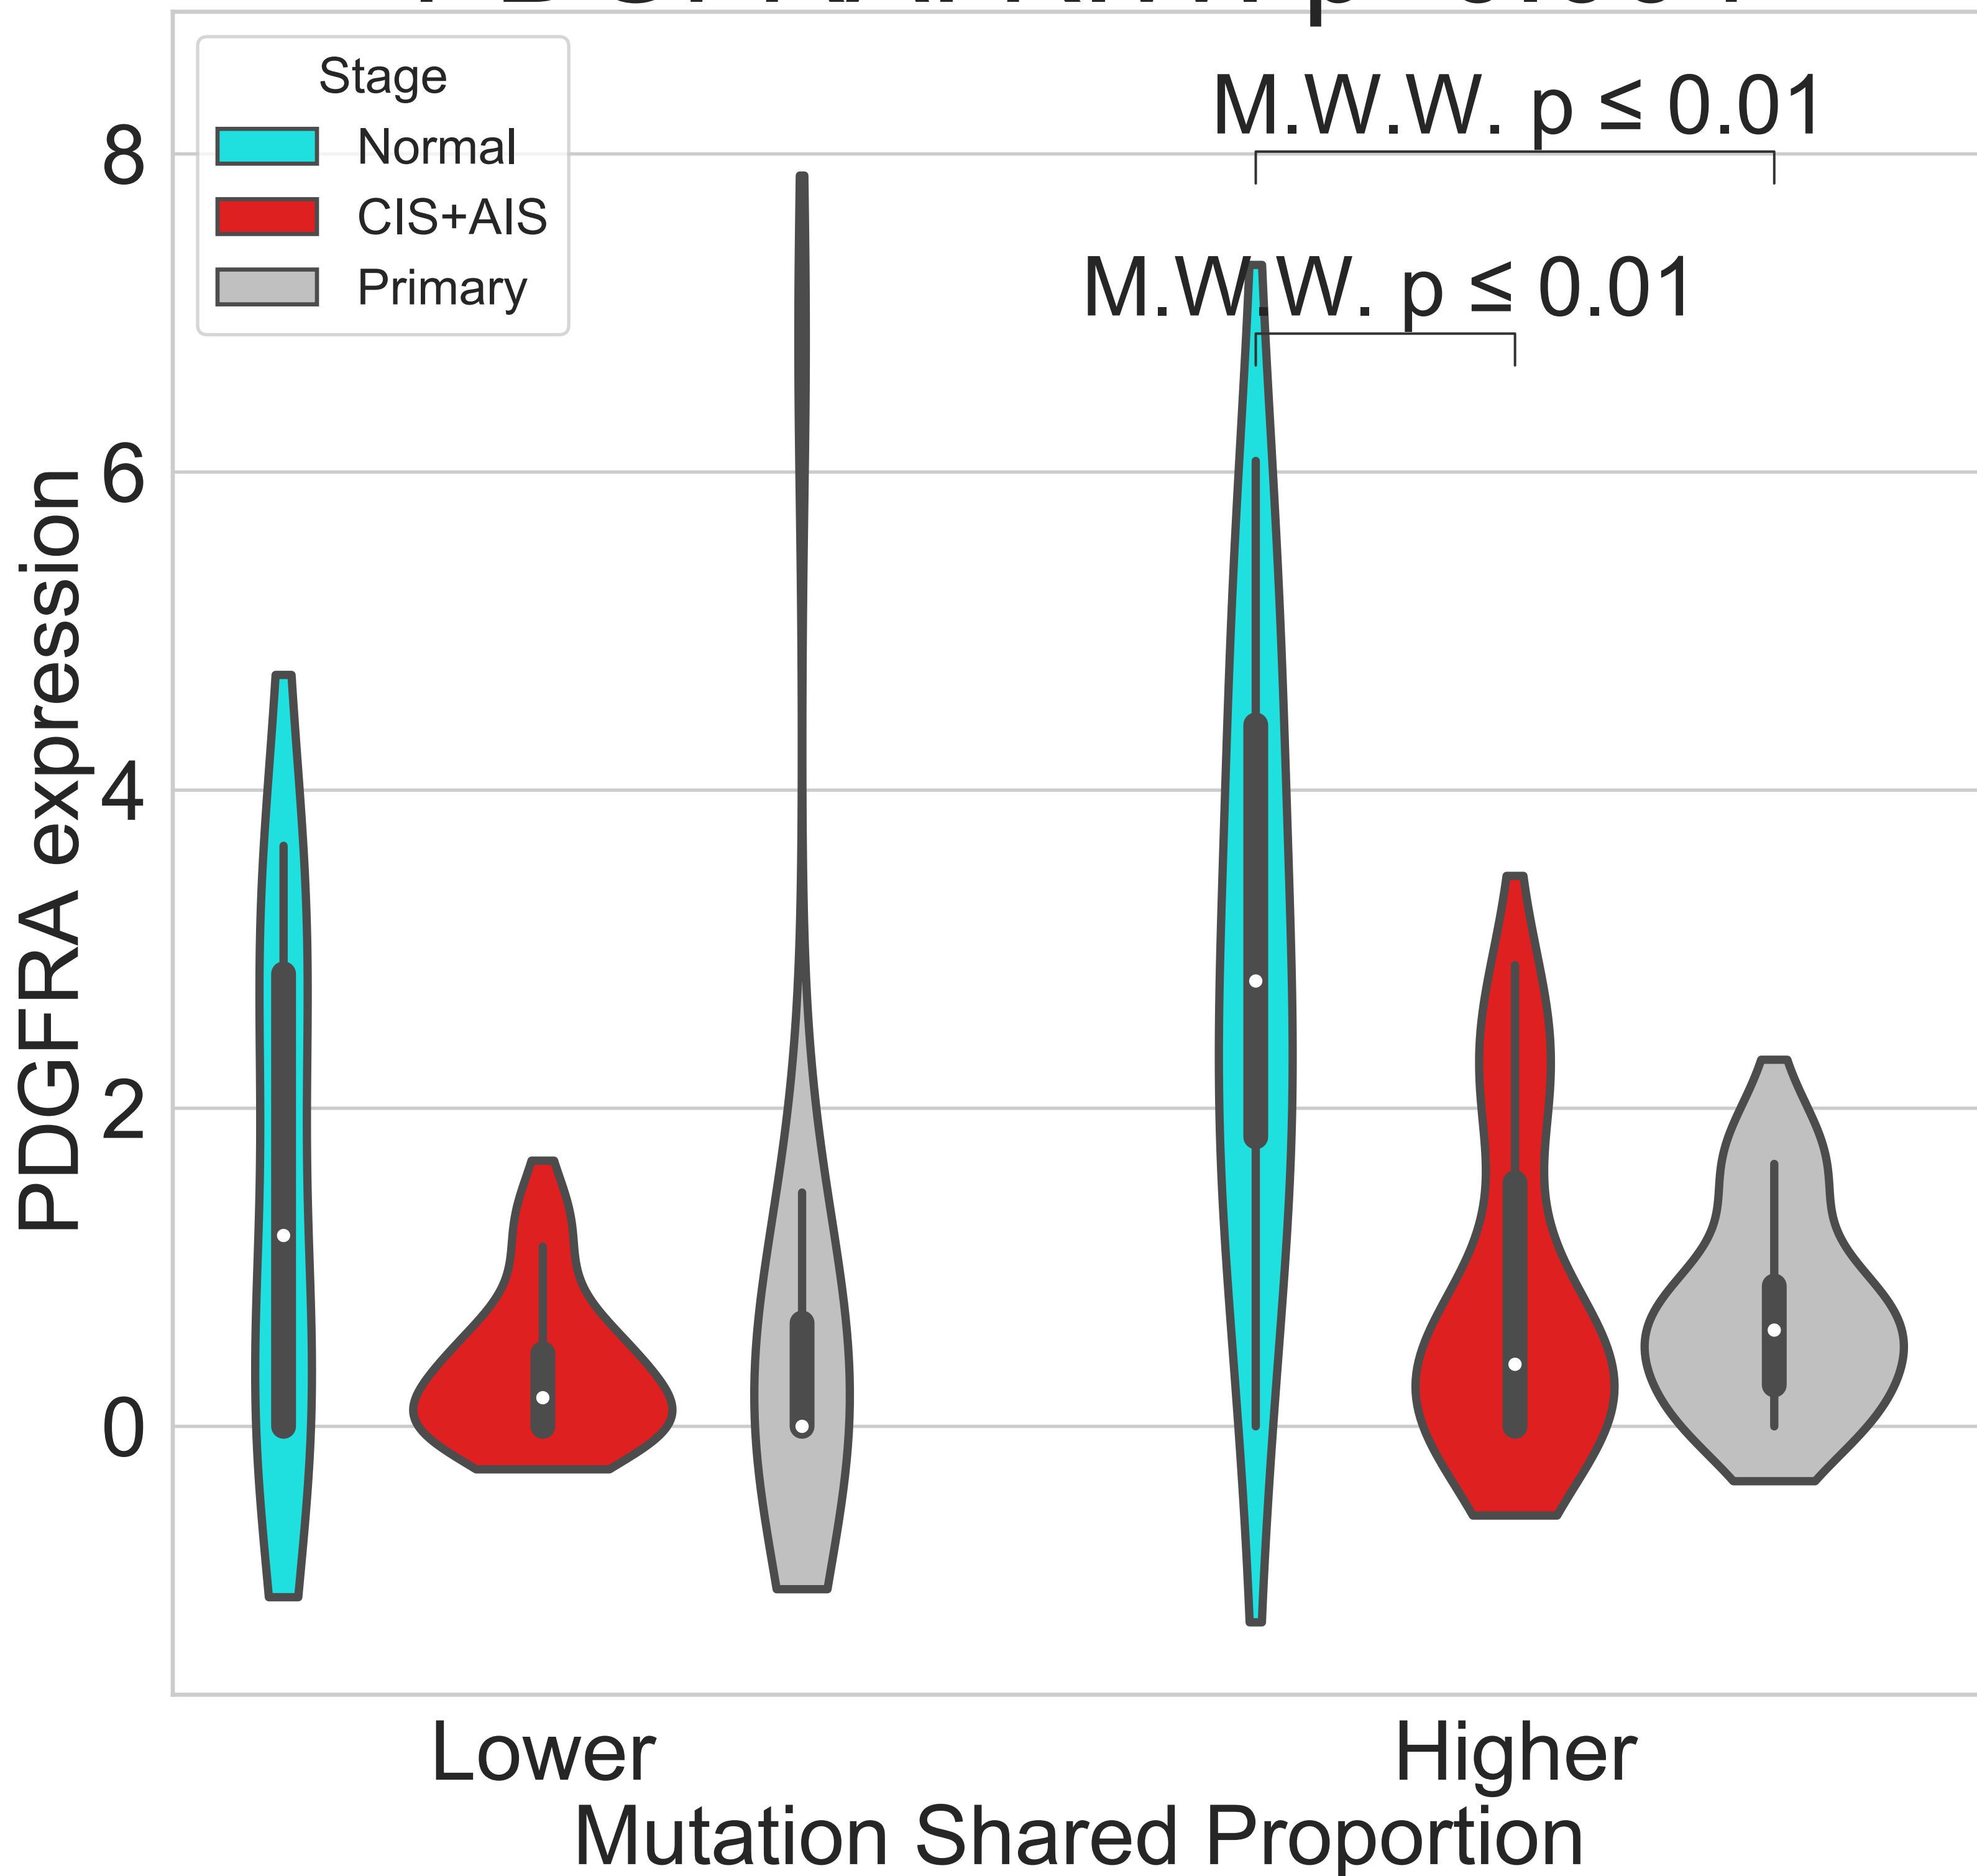 Stage
Normal
CIS+AIS
Primary
M.W.W. p ≤ 0.01
M.W.W. p ≤ 0.01
8
6
4
2
0
PDGFRA expression
Lower
Higher
Mutation Shared Proportion